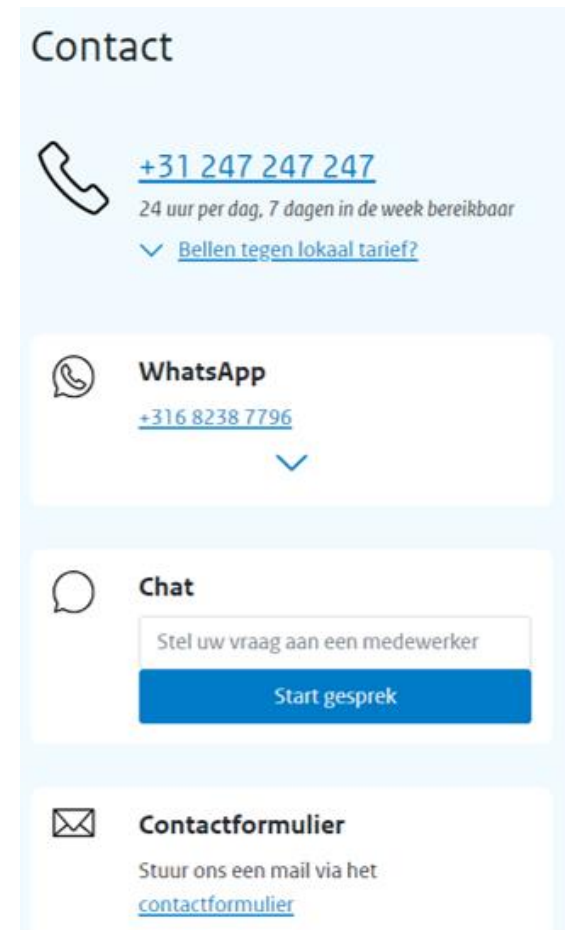 Contact
+31 247 247 247
24 uur per dag, 7 dagen in de week bereikbaar
Bellen tegen lokaal tarief?
WhatsApp
+316 8238 7796
Chat
Stel uw vraag aan een medewerker
Start gesprek
Contactformulier
Stuur ons een mail via het
contactformulier